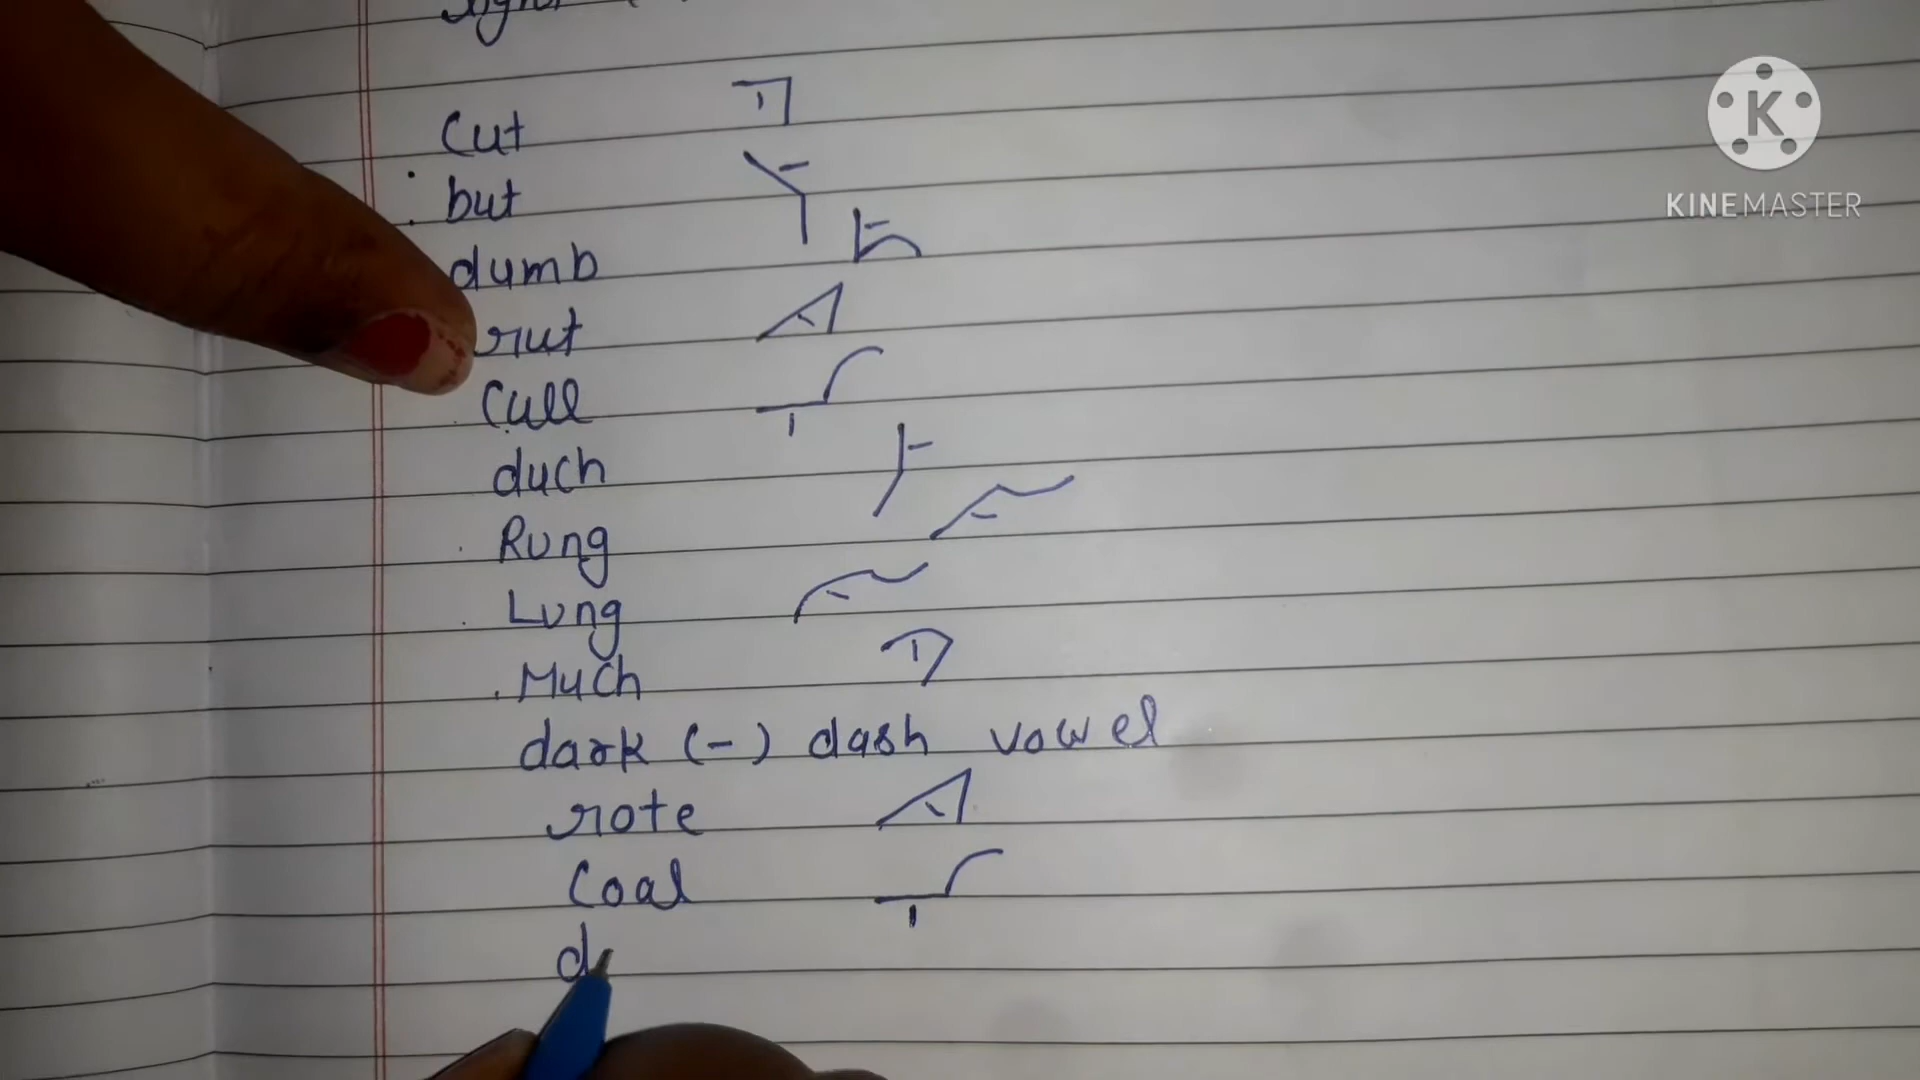 Cut
but
dumb
rut
Cull
duch
Rung
Lung
Much
dark (-) dash vowel
rote
Coal
d
K
KINEMASTER